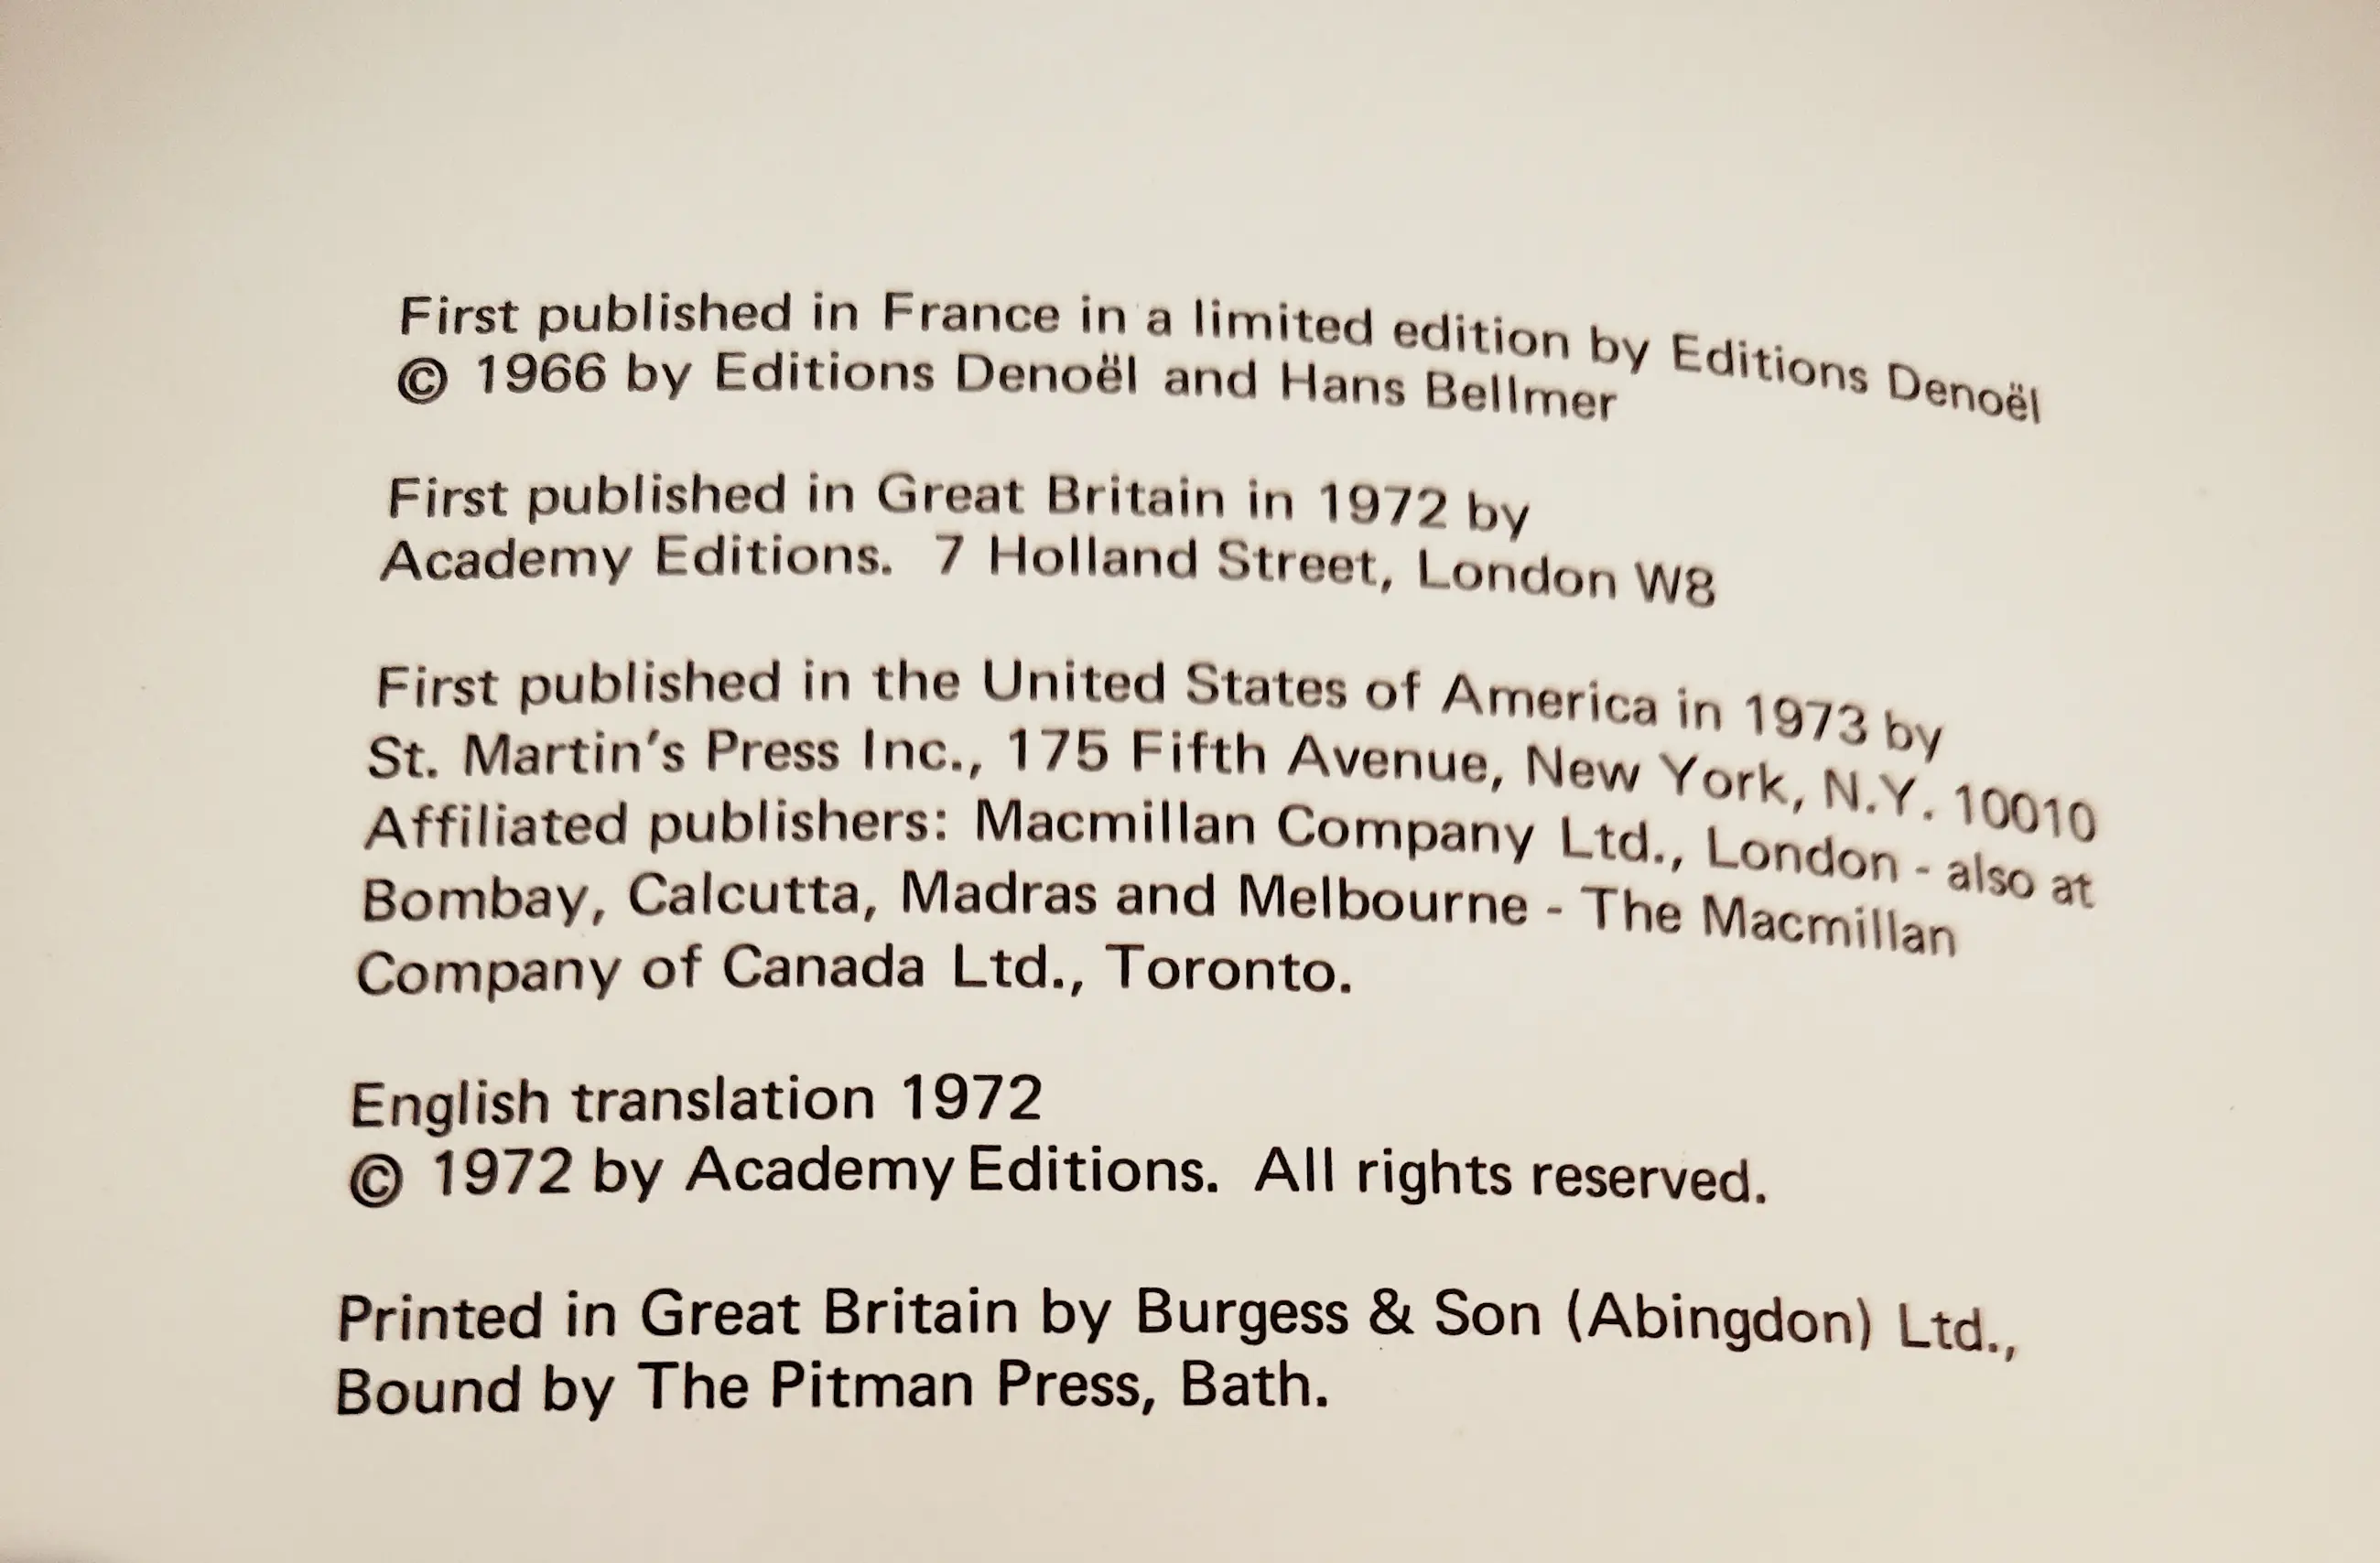 First published in France in a limited edition by Editions Denoël
© 1966 by Editions Denoël and Hans Bellmer
First published in Great Britain in 1972 by
Academy Editions. 7 Holland Street, London W8
First published in the United States of America in 1973 by
St. Martin's Press Inc., 175 Fifth Avenue, New York, N.Y. 10010
Affiliated publishers: Macmillan Company Ltd., London - also at
Bombay, Calcutta, Madras and Melbourne - The Macmillan
Company of Canada Ltd., Toronto.
English translation 1972
© 1972 by Academy Editions. All rights reserved.
Printed in Great Britain by Burgess & Son (Abingdon) Ltd.,
Bound by The Pitman Press, Bath.